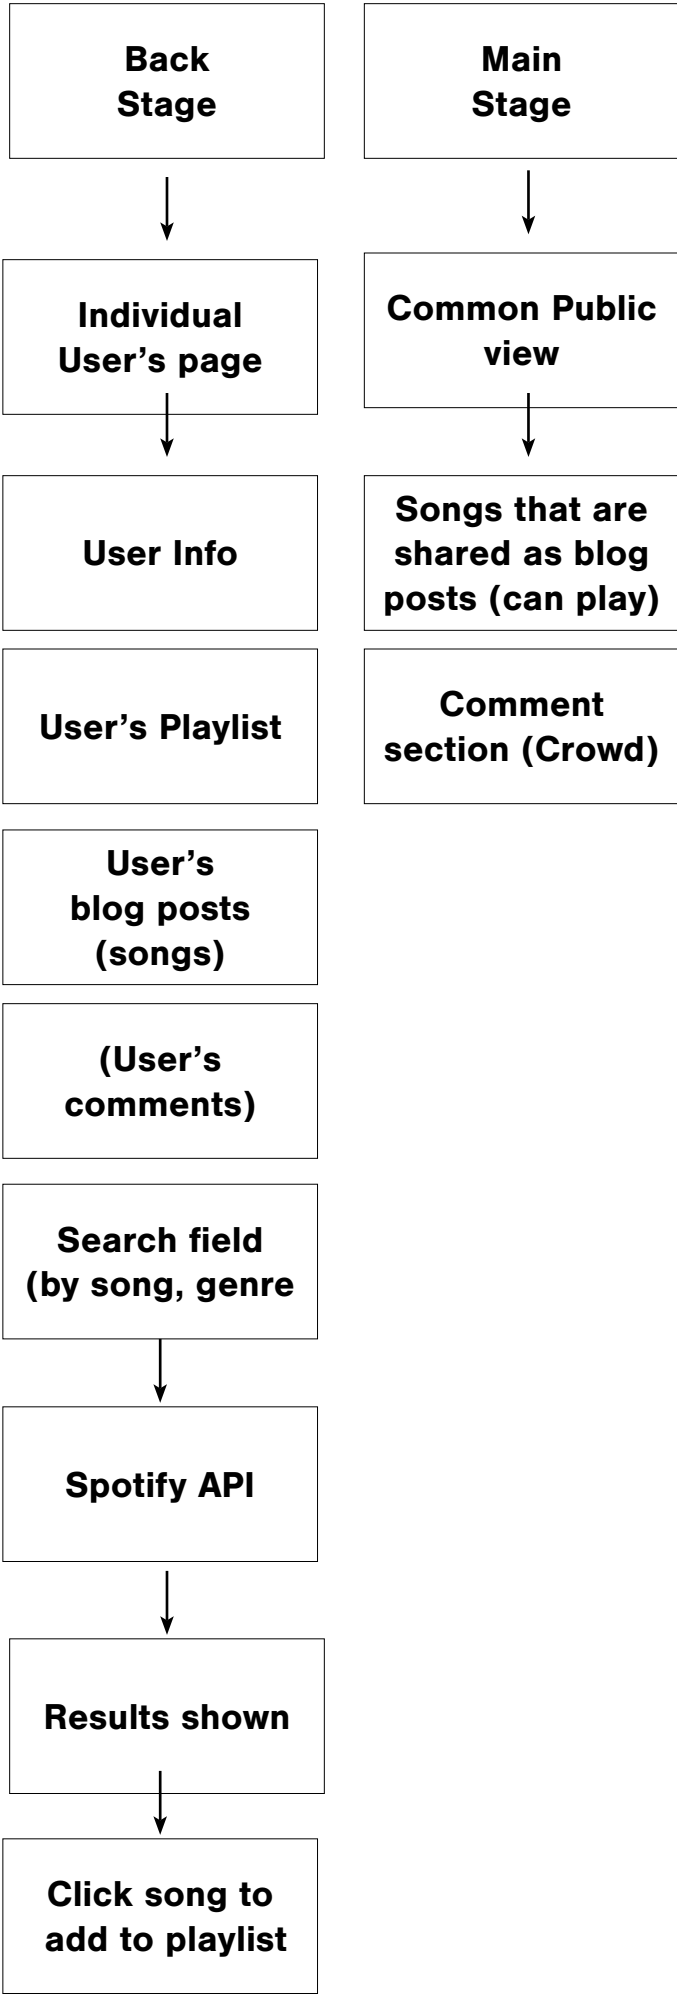 Back
Stage
Main
Stage
Individual
User’s page
Common Public
view
User Info
Songs that are
shared as blog
posts (can play)
User’s Playlist
Comment
section (Crowd)
User’s
blog posts
(songs)
(User’s
comments)
Search field
(by song, genre
Spotify API
Results shown
Click song to
add to playlist